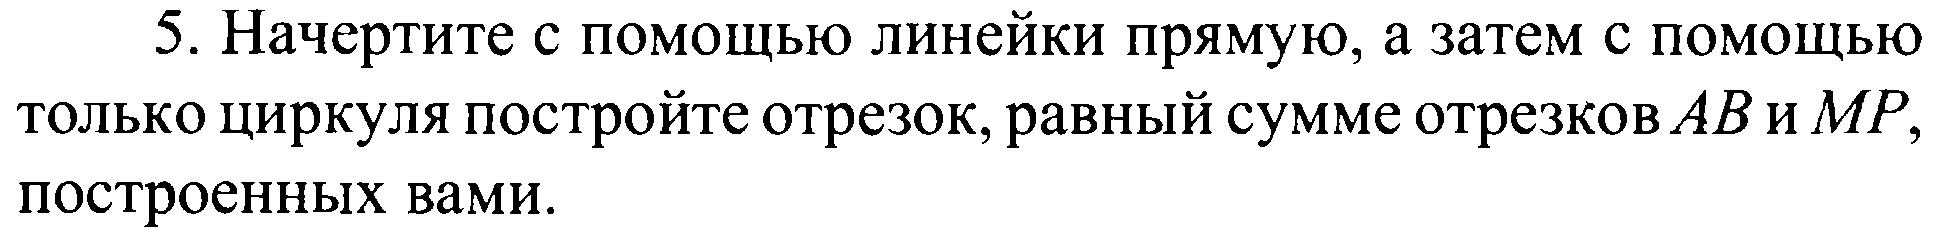 5. Начертите с помощью линейки прямую, а затем с помощью
только циркуля постройте отрезок, равный сумме отрезков AB и MP,
построенных вами.